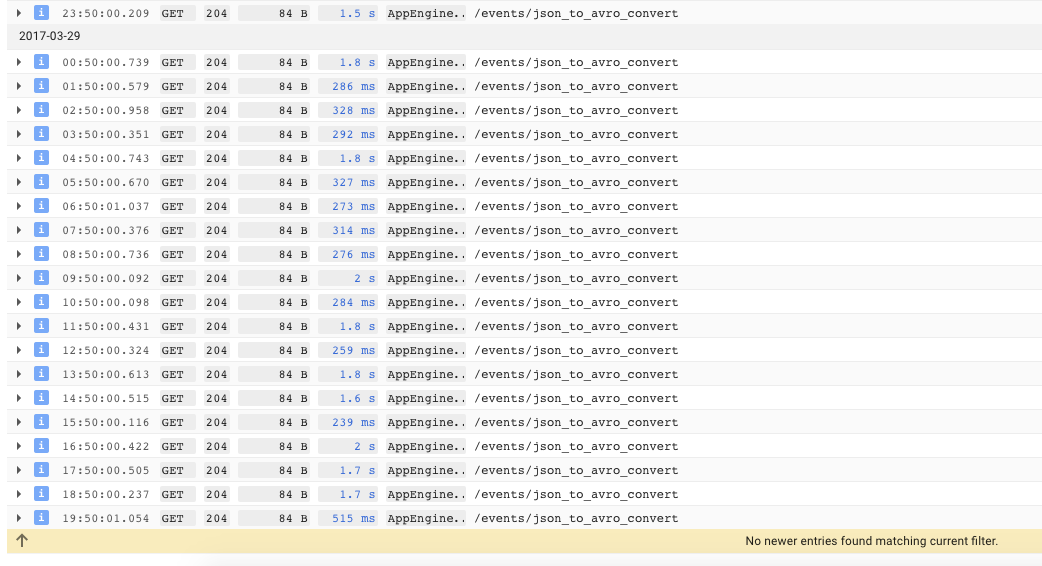 23:50:00.209 GET 204 84 B 1.5 s AppEngine.. /events/json_to_avro_convert
2017-03-29
00:50:00.739 GET 204 84 B 1.8 s AppEngine.. /events/json_to_avro_convert
01:50:00.579 GET 204 84 B 286 ms AppEngine.. /events/json_to_avro_convert
02:50:00.958 GET 204 84 B 328 ms AppEngine.. /events/json_to_avro_convert
03:50:00.351 GET 204 84 B 292 ms AppEngine.. /events/json_to_avro_convert
04:50:00.743 GET 204 84 B 1.8 s AppEngine.. /events/json_to_avro_convert
05:50:00.670 GET 204 84 B 327 ms AppEngine.. /events/json_to_avro_convert
06:50:01.037 GET 204 84 B 273 ms AppEngine.. /events/json_to_avro_convert
07:50:00.376 GET 204 84 B 314 ms AppEngine.. /events/json_to_avro_convert
08:50:00.736 GET 204 84 B 276 ms AppEngine.. /events/json_to_avro_convert
09:50:00.092 GET 204 84 B 2 s AppEngine.. /events/json_to_avro_convert
10:50:00.098 GET 204 84 B 284 ms AppEngine.. /events/json_to_avro_convert
11:50:00.431 GET 204 84 B 1.8 s AppEngine.. /events/json_to_avro_convert
12:50:00.324 GET 204 84 B 259 ms AppEngine.. /events/json_to_avro_convert
13:50:00.613 GET 204 84 B 1.8 s AppEngine.. /events/json_to_avro_convert
14:50:00.515 GET 204 84 B 1.6 s AppEngine.. /events/json_to_avro_convert
15:50:00.116 GET 204 84 B 239 ms AppEngine.. /events/json_to_avro_convert
16:50:00.422 GET 204 84 B 2 s AppEngine.. /events/json_to_avro_convert
17:50:00.505 GET 204 84 B 1.7 s AppEngine.. /events/json_to_avro_convert
18:50:00.237 GET 204 84 B 1.7 s AppEngine.. /events/json_to_avro_convert
19:50:01.054 GET 204 84 B 515 ms AppEngine.. /events/json_to_avro_convert
No newer entries found matching current filter.